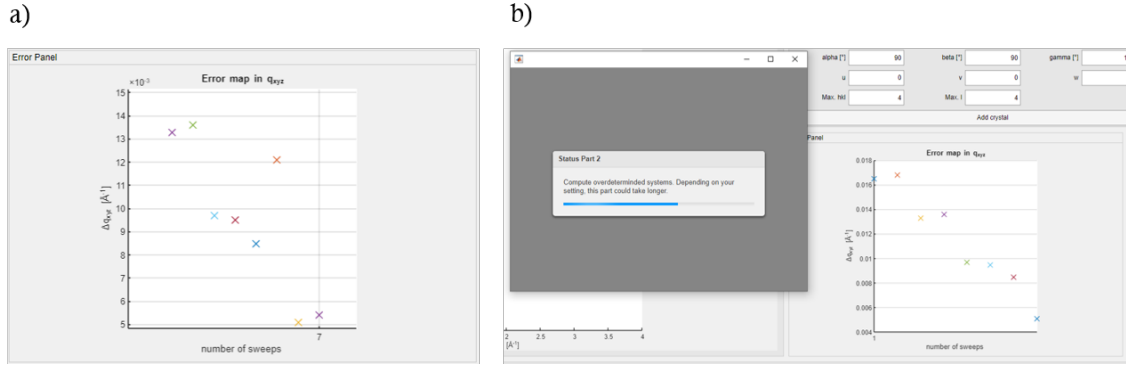 a)
Error Panel
×10⁻³
Error map in qxyz
15
14
13
12
11
10
9
8
7
6
5
Δqxyz [Å⁻¹]
7
number of sweeps
b)
alpha [°] 90 beta [°] 90 gamma [°]
u 0 v 0 w
Max. hkl 4 Max. l 4
Add crystal
Status Part 2
Compute overdeterminded systems. Depending on your
setting, this part could take longer.
2 2.5 3 3.5 4
[Å⁻¹]
Panel
Error map in qxyz
0.018
0.016
0.014
0.012
0.01
0.008
0.006
0.004
Δqxyz [Å⁻¹]
1
number of sweeps